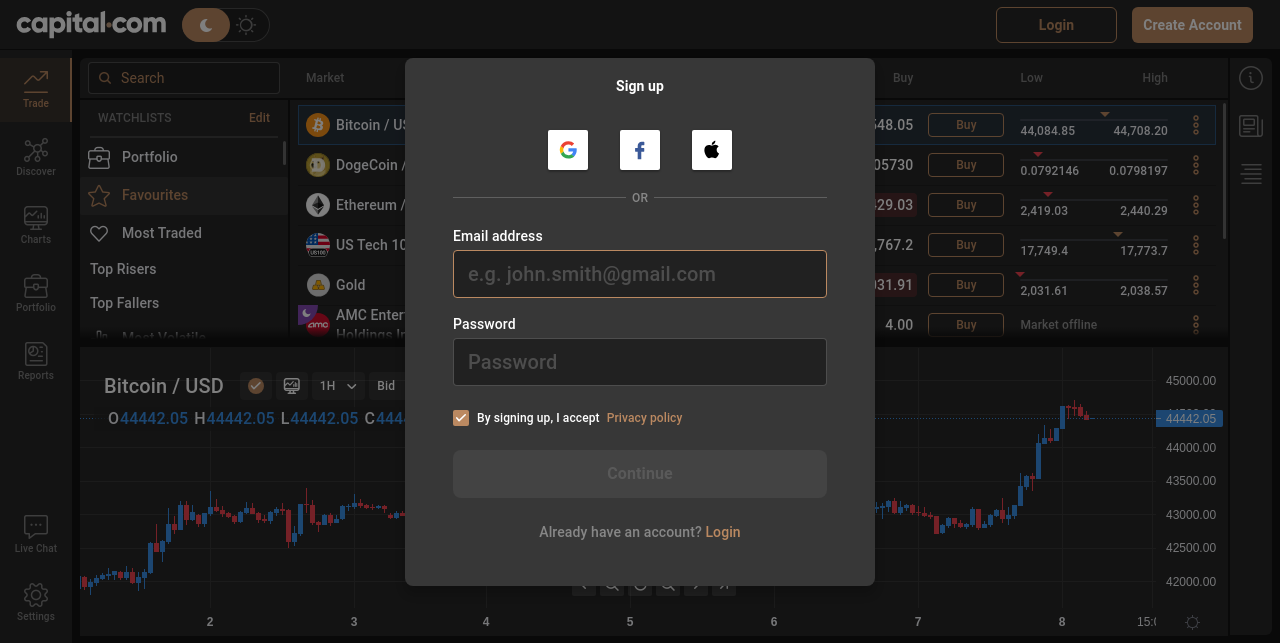 capital.com
Login
Create Account
Trade
Discover
Charts
Portfolio
Reports
Live Chat
Settings
Search
WATCHLISTS
Edit
Portfolio
Favourites
Most Traded
Top Risers
Top Fallers
Most Volatile
Market
Buy
Low
High
Bitcoin / US
48.05
Buy
44,084.85
44,708.20
DogeCoin /
05730
Buy
0.0792146
0.0798197
Ethereum /
29.03
Buy
2,419.03
2,440.29
US100
US Tech 10
,767.2
Buy
17,749.4
17,773.7
Gold
031.91
Buy
2,031.61
2,038.57
amc
AMC Enter
Holdings In
4.00
Buy
Market offline
Sign up
OR
Email address
e.g. john.smith@gmail.com
Password
Password
By signing up, I accept Privacy policy
Continue
Already have an account? Login
Bitcoin / USD
1H
Bid
O44442.05 H44442.05 L44442.05 C444
45000.00
44442.05
44000.00
43500.00
43000.00
42500.00
42000.00
2 3 4 5 6 7 8 15:0